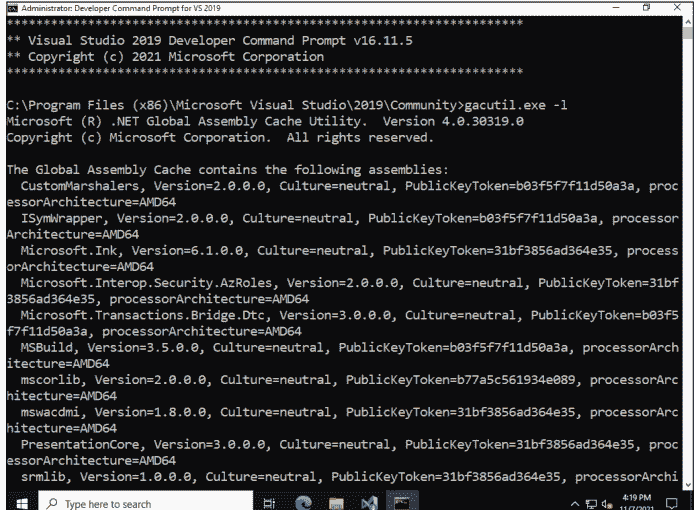 Administrator: Developer Command Prompt for VS 2019
**********************************************************************
** Visual Studio 2019 Developer Command Prompt v16.11.5
** Copyright (c) 2021 Microsoft Corporation
**********************************************************************
C:\Program Files (x86)\Microsoft Visual Studio\2019\Community>gacutil.exe -l
Microsoft (R) .NET Global Assembly Cache Utility.  Version 4.0.30319.0
Copyright (c) Microsoft Corporation.  All rights reserved.
The Global Assembly Cache contains the following assemblies:
  CustomMarshalers, Version=2.0.0.0, Culture=neutral, PublicKeyToken=b03f5f7f11d50a3a, proc
essorArchitecture=AMD64
  ISymWrapper, Version=2.0.0.0, Culture=neutral, PublicKeyToken=b03f5f7f11d50a3a, processor
Architecture=AMD64
  Microsoft.Ink, Version=6.1.0.0, Culture=neutral, PublicKeyToken=31bf3856ad364e35, process
orArchitecture=AMD64
  Microsoft.Interop.Security.AzRoles, Version=2.0.0.0, Culture=neutral, PublicKeyToken=31bf
3856ad364e35, processorArchitecture=AMD64
  Microsoft.Transactions.Bridge.Dtc, Version=3.0.0.0, Culture=neutral, PublicKeyToken=b03f5
f7f11d50a3a, processorArchitecture=AMD64
  MSBuild, Version=3.5.0.0, Culture=neutral, PublicKeyToken=b03f5f7f11d50a3a, processorArch
itecture=AMD64
  mscorlib, Version=2.0.0.0, Culture=neutral, PublicKeyToken=b77a5c561934e089, processorArc
hitecture=AMD64
  mswacdmi, Version=1.8.0.0, Culture=neutral, PublicKeyToken=31bf3856ad364e35, processorArc
hitecture=AMD64
  PresentationCore, Version=3.0.0.0, Culture=neutral, PublicKeyToken=31bf3856ad364e35, proc
essorArchitecture=AMD64
  srmlib, Version=1.0.0.0, Culture=neutral, PublicKeyToken=31bf3856ad364e35, processorArchi
Type here to search
4:19 PM
11/7/2021